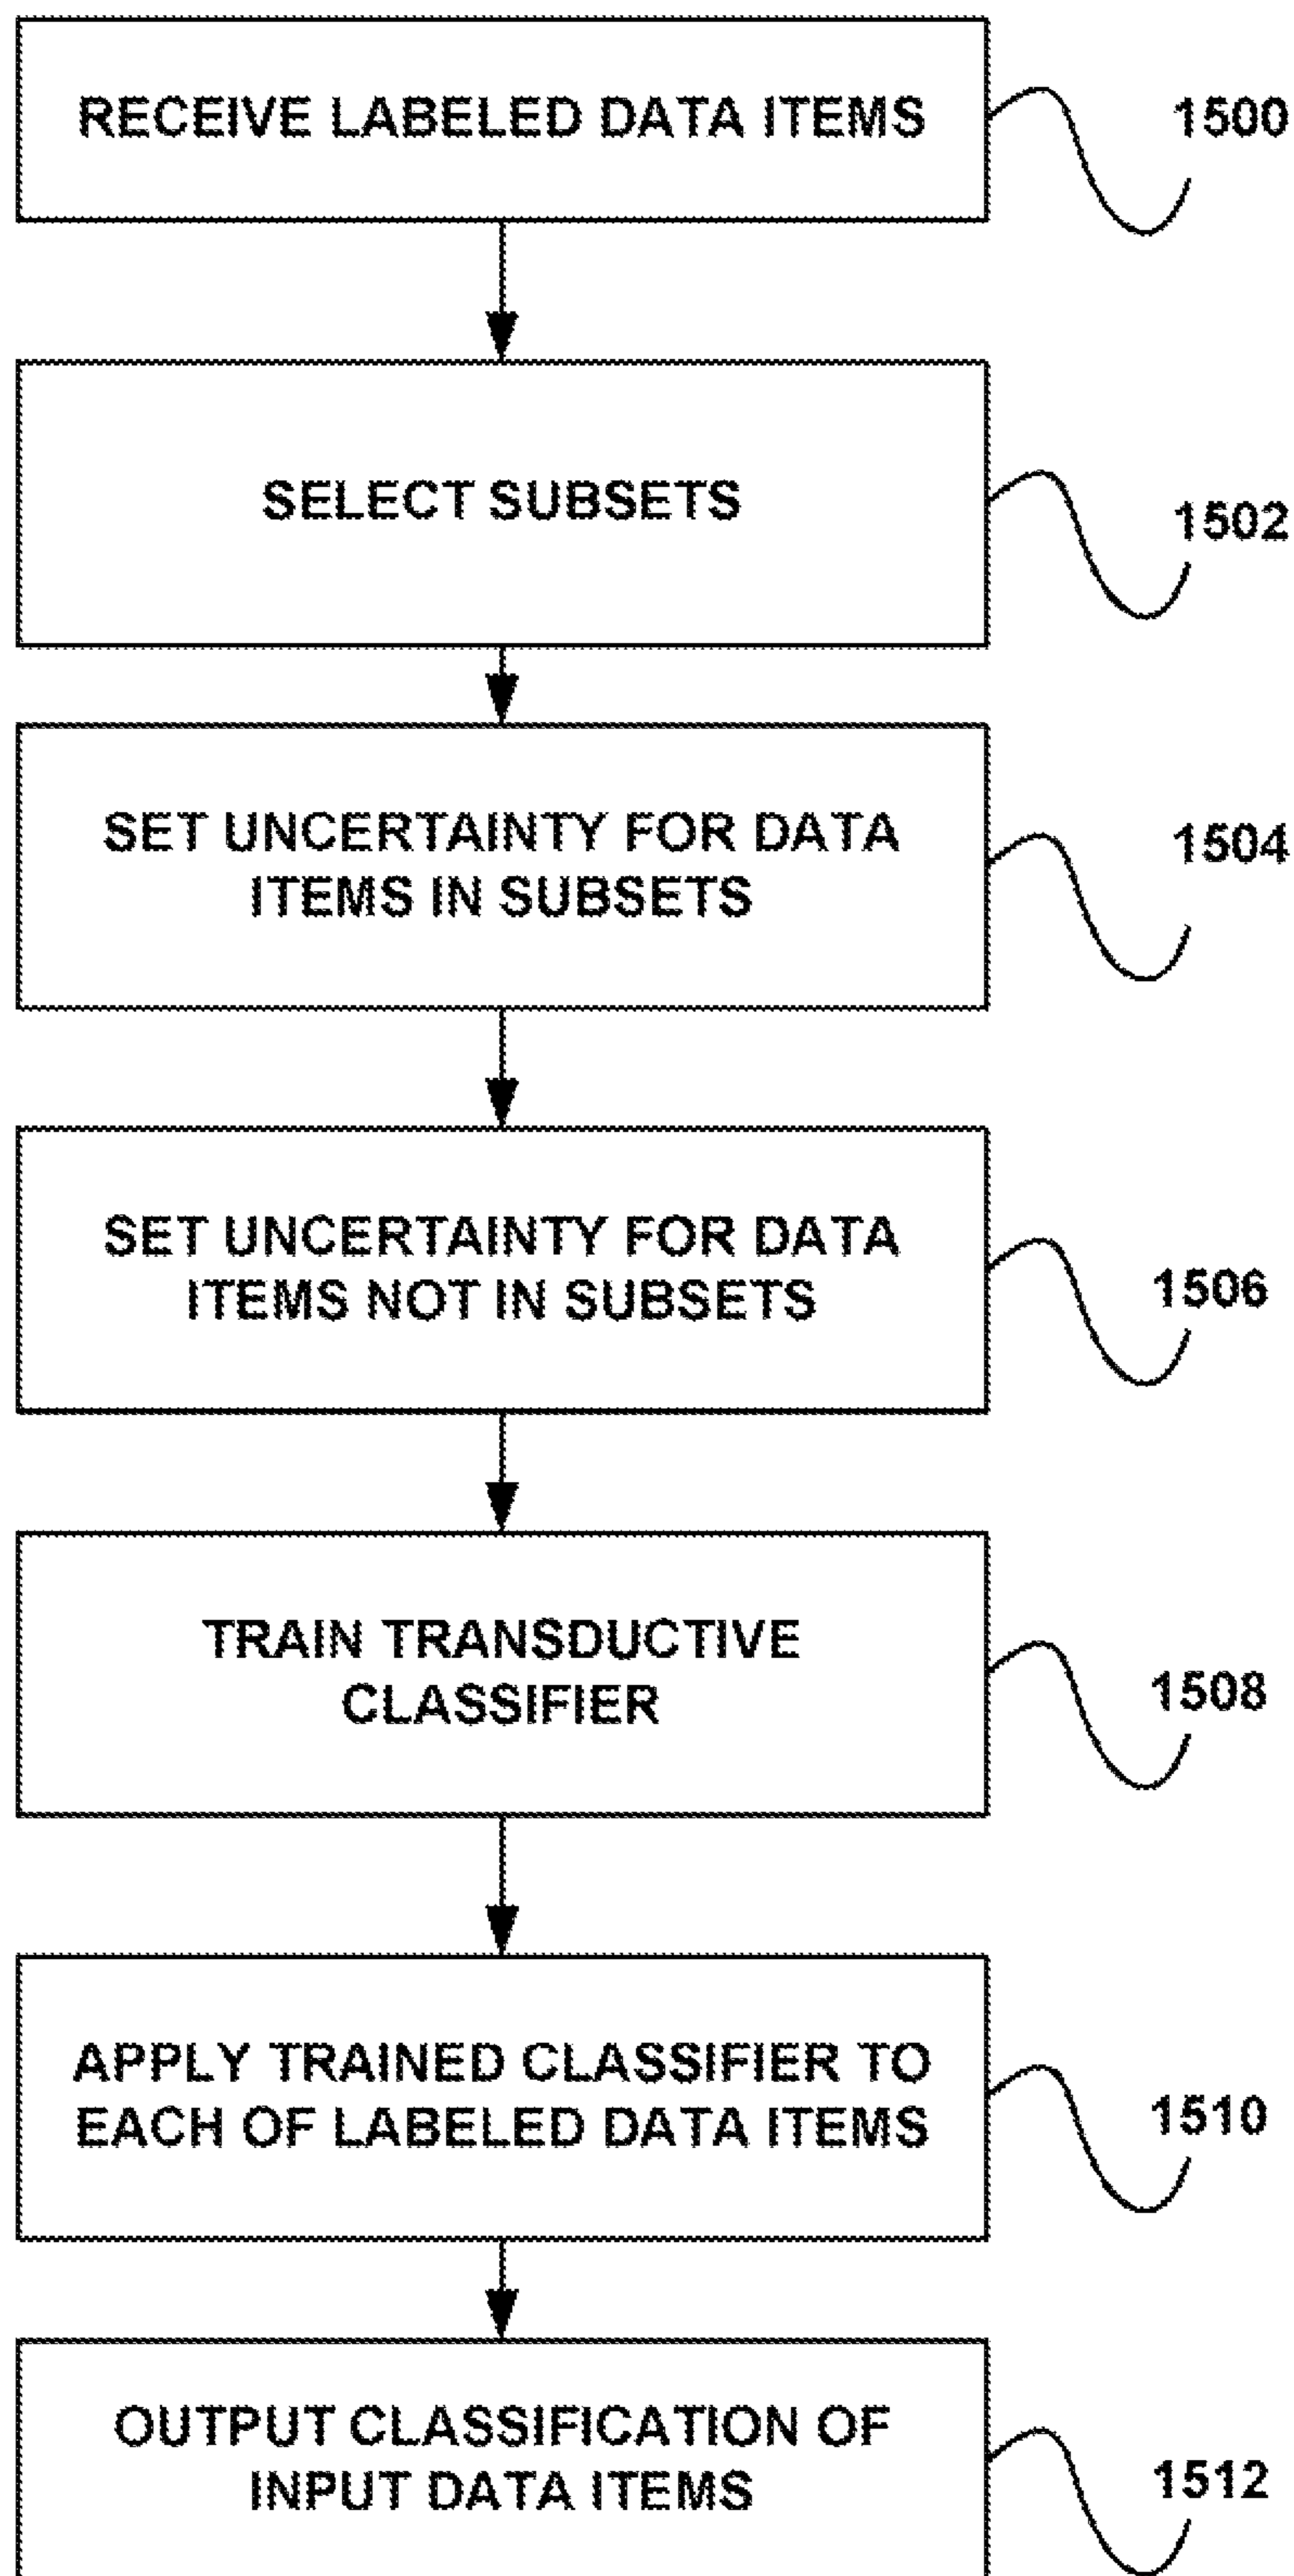 RECEIVE LABELED DATA ITEMS
1500
SELECT SUBSETS
1502
SET UNCERTAINTY FOR DATA
ITEMS IN SUBSETS
1504
SET UNCERTAINTY FOR DATA
ITEMS NOT IN SUBSETS
1506
TRAIN TRANSDUCTIVE
CLASSIFIER
1508
APPLY TRAINED CLASSIFIER TO
EACH OF LABELED DATA ITEMS
1510
OUTPUT CLASSIFICATION OF
INPUT DATA ITEMS
1512